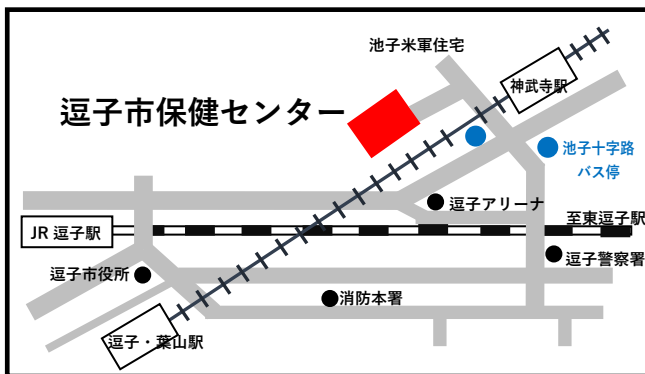 池子米軍住宅
神武寺駅
逗子市保健センター
池子十字路
バス停
逗子アリーナ
至東逗子駅
JR 逗子駅
逗子警察署
逗子市役所
消防本署
逗子・葉山駅